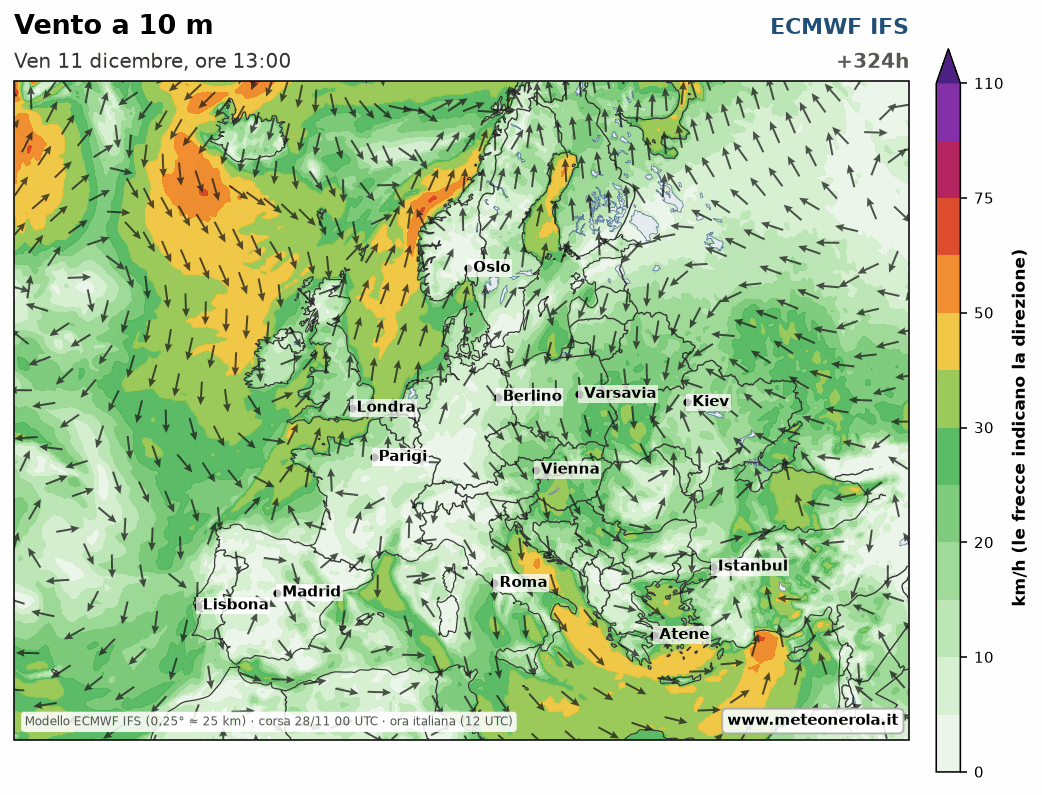 Vento a 10 m
ECMWF IFS
Ven 11 dicembre, ore 13:00
+324h
110
75
50
30
20
10
0
km/h (le frecce indicano la direzione)
Oslo
Londra
Berlino
Varsavia
Kiev
Parigi
Vienna
Istanbul
Roma
Madrid
Lisbona
Atene
Modello ECMWF IFS (0,25° ≈ 25 km) · corsa 28/11 00 UTC · ora italiana (12 UTC)
www.meteonerola.it